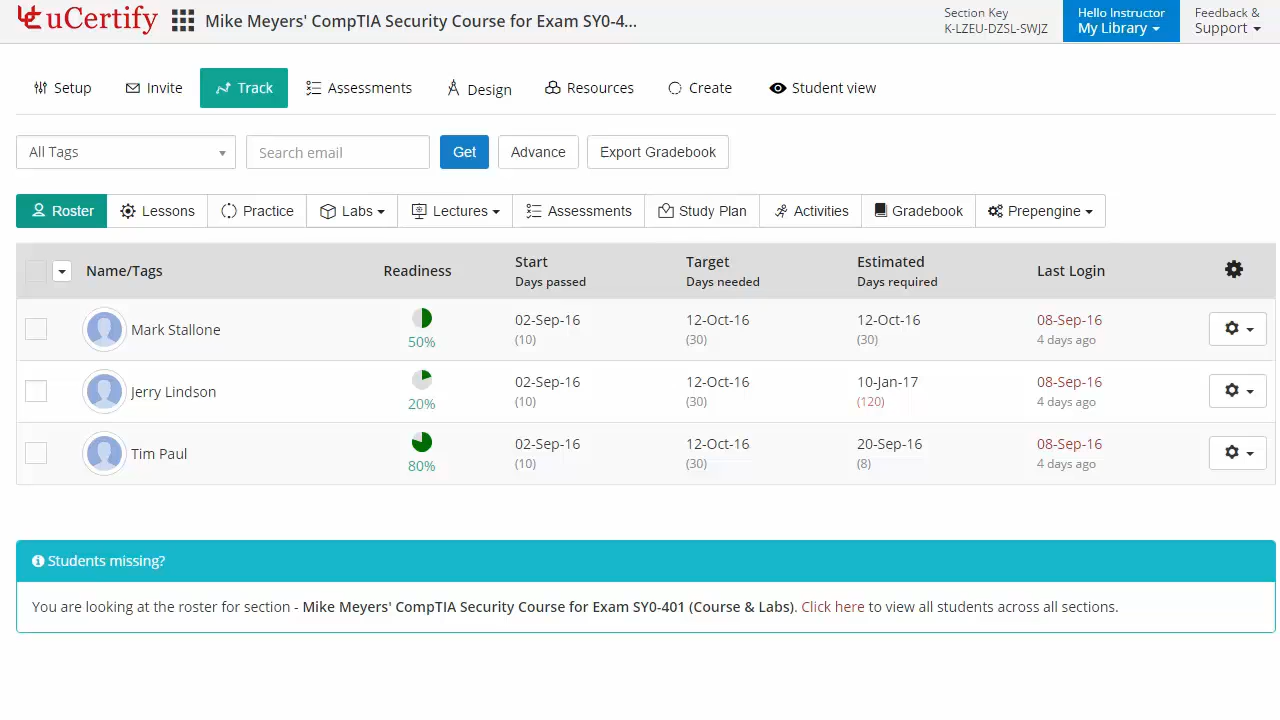 uCertify
Mike Meyers' CompTIA Security Course for Exam SY0-4...
Section Key
K-LZEU-DZSL-SWJZ
Hello Instructor
My Library
Feedback &
Support
Setup
Invite
Track
Assessments
Design
Resources
Create
Student view
All Tags
Search email
Get
Advance
Export Gradebook
Roster
Lessons
Practice
Labs
Lectures
Assessments
Study Plan
Activities
Gradebook
Prepengine
Name/Tags
Readiness
Start
Days passed
Target
Days needed
Estimated
Days required
Last Login
Mark Stallone
50%
02-Sep-16
(10)
12-Oct-16
(30)
12-Oct-16
(30)
08-Sep-16
4 days ago
Jerry Lindson
20%
02-Sep-16
(10)
12-Oct-16
(30)
10-Jan-17
(120)
08-Sep-16
4 days ago
Tim Paul
80%
02-Sep-16
(10)
12-Oct-16
(30)
20-Sep-16
(8)
08-Sep-16
4 days ago
Students missing?
You are looking at the roster for section - Mike Meyers' CompTIA Security Course for Exam SY0-401 (Course & Labs). Click here to view all students across all sections.